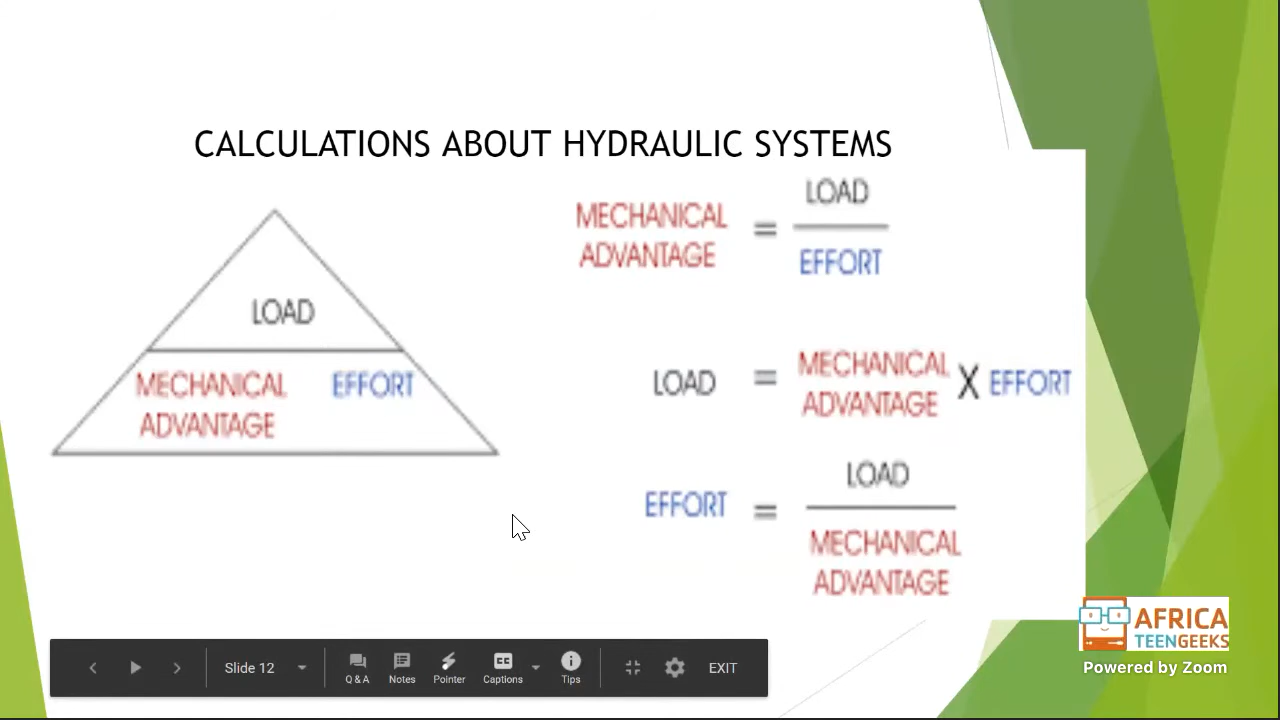 CALCULATIONS ABOUT HYDRAULIC SYSTEMS
LOAD
MECHANICAL
ADVANTAGE
EFFORT
MECHANICAL
ADVANTAGE
=
LOAD
EFFORT
LOAD = MECHANICAL
ADVANTAGE X EFFORT
EFFORT =
LOAD
MECHANICAL
ADVANTAGE
AFRICA
TEENGEEKS
Powered by Zoom
Slide 12
Q & A
Notes
Pointer
CC
Captions
Tips
EXIT